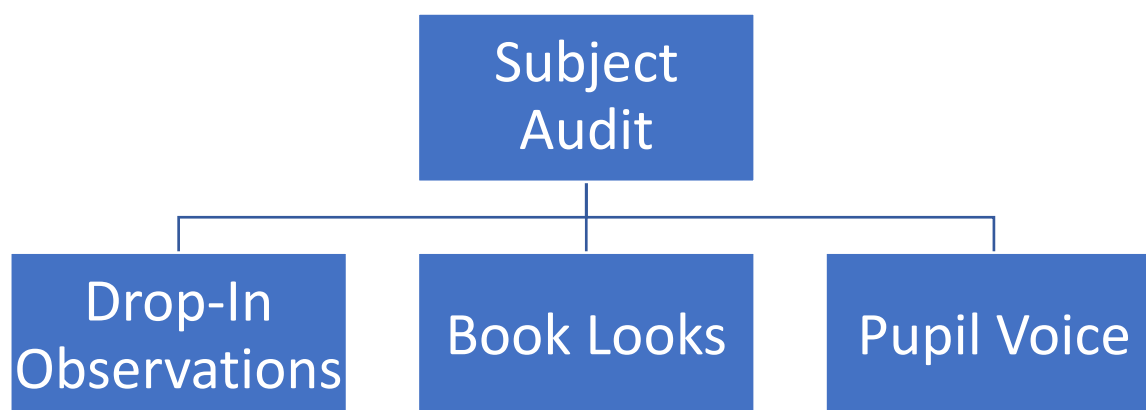 Subject
Audit
Drop-In
Observations
Book Looks
Pupil Voice